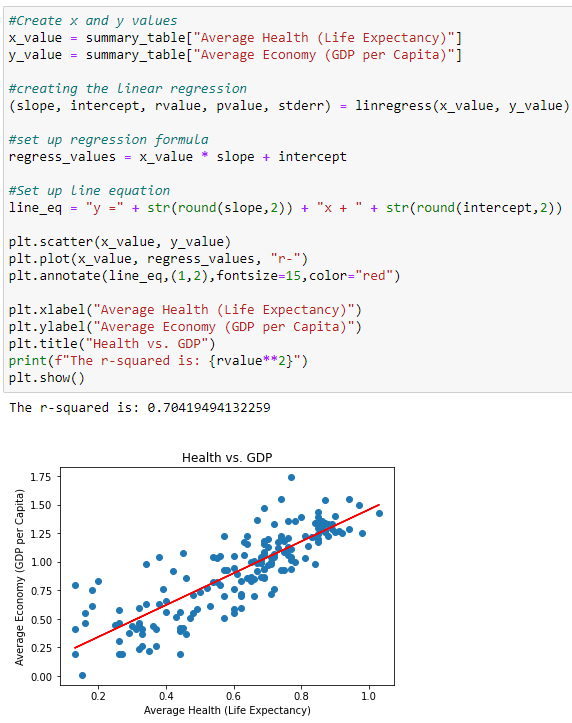 #Create x and y values
x_value = summary_table["Average Health (Life Expectancy)"]
y_value = summary_table["Average Economy (GDP per Capita)"]
#creating the linear regression
(slope, intercept, rvalue, pvalue, stderr) = linregress(x_value, y_value)
#set up regression formula
regress_values = x_value * slope + intercept
#Set up line equation
line_eq = "y =" + str(round(slope,2)) + "x + " + str(round(intercept,2))
plt.scatter(x_value, y_value)
plt.plot(x_value, regress_values, "r-")
plt.annotate(line_eq,(1,2),fontsize=15,color="red")
plt.xlabel("Average Health (Life Expectancy)")
plt.ylabel("Average Economy (GDP per Capita)")
plt.title("Health vs. GDP")
print(f"The r-squared is: {rvalue**2}")
plt.show()
The r-squared is: 0.70419494132259
Health vs. GDP
Average Economy (GDP per Capita)
1.75
1.50
1.25
1.00
0.75
0.50
0.25
0.00
0.2 0.4 0.6 0.8 1.0
Average Health (Life Expectancy)